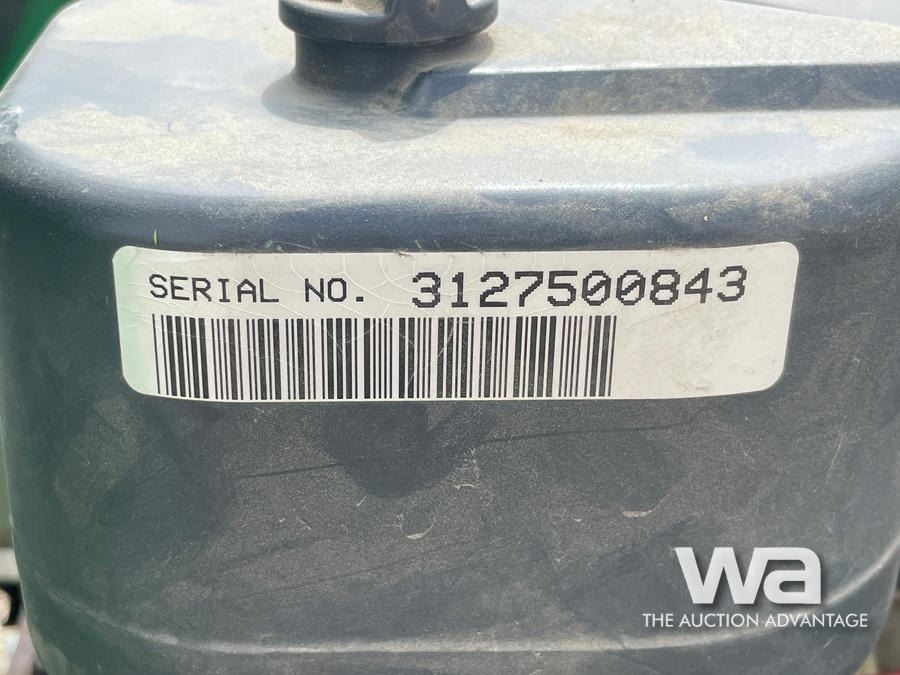 SERIAL NO. 3127500843
wa
THE AUCTION ADVANTAGE